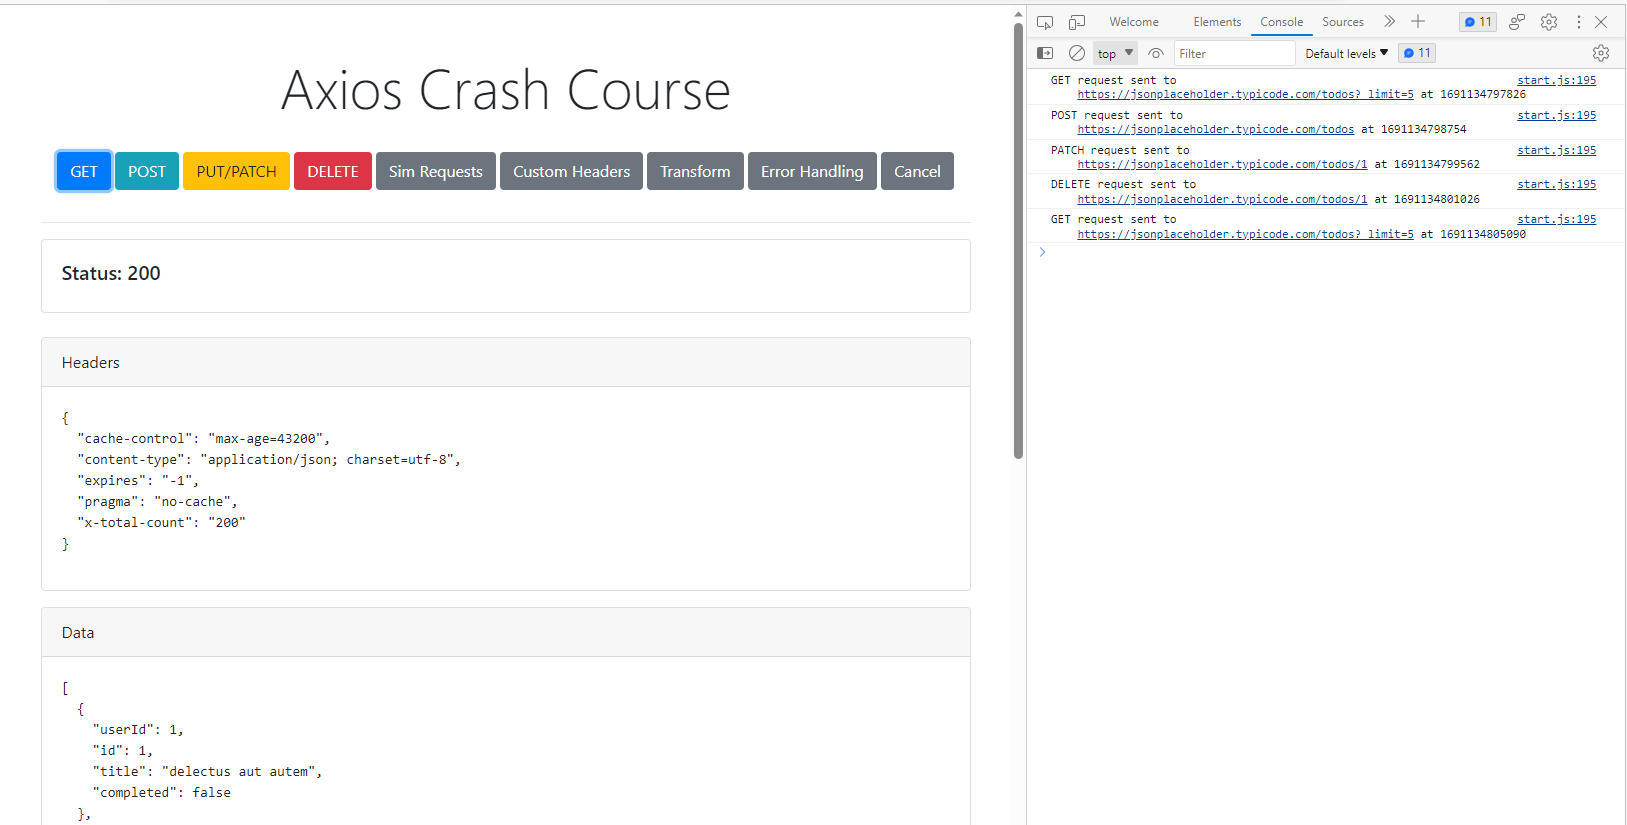 Axios Crash Course
GET POST PUT/PATCH DELETE Sim Requests Custom Headers Transform Error Handling Cancel
Status: 200
Headers
{
"cache-control": "max-age=43200",
"content-type": "application/json; charset=utf-8",
"expires": "-1",
"pragma": "no-cache",
"x-total-count": "200"
}
Data
[
{
"userId": 1,
"id": 1,
"title": "delectus aut autem",
"completed": false
},
Welcome Elements Console Sources 11
top Filter Default levels 11
GET request sent to start.js:195
https://jsonplaceholder.typicode.com/todos?_limit=5 at 1691134797826
POST request sent to start.js:195
https://jsonplaceholder.typicode.com/todos at 1691134798754
PATCH request sent to start.js:195
https://jsonplaceholder.typicode.com/todos/1 at 1691134799562
DELETE request sent to start.js:195
https://jsonplaceholder.typicode.com/todos/1 at 1691134801026
GET request sent to start.js:195
https://jsonplaceholder.typicode.com/todos?_limit=5 at 1691134805090